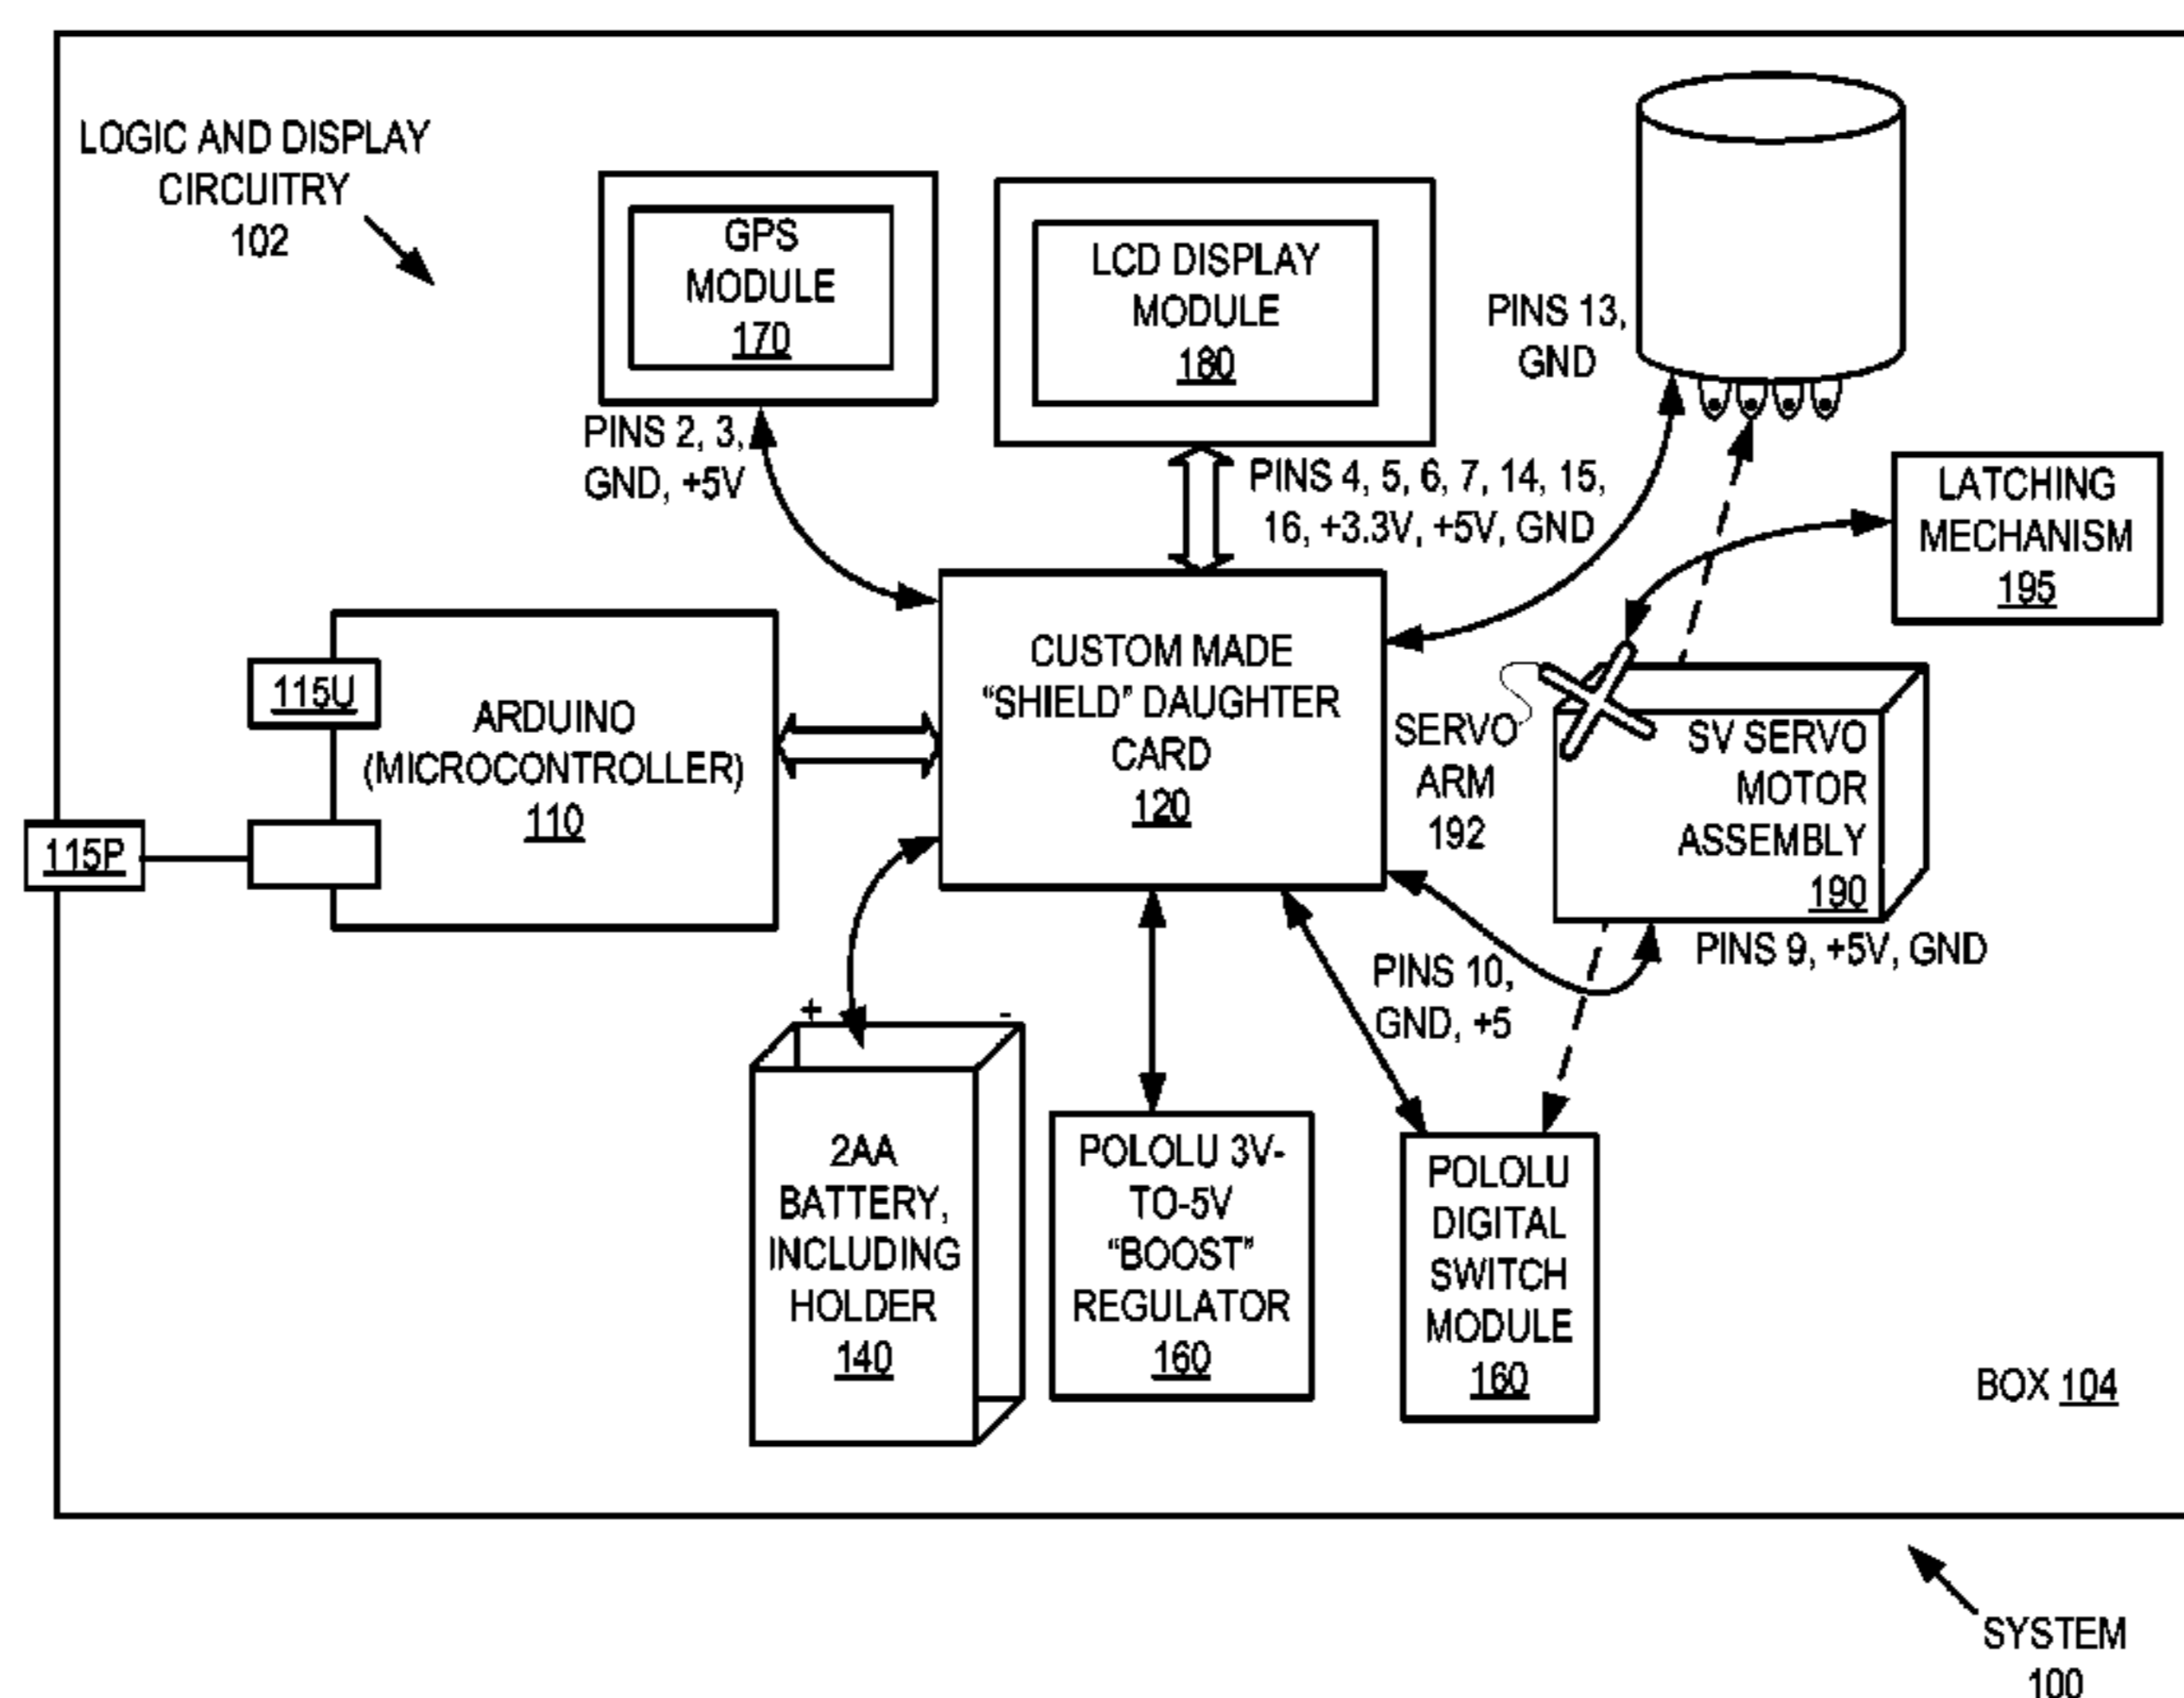 LOGIC AND DISPLAY
CIRCUITRY
102
GPS
MODULE
170
PINS 2, 3,
GND, +5V
LCD DISPLAY
MODULE
180
PINS 4, 5, 6, 7, 14, 15,
16, +3.3V, +5V, GND
PINS 13,
GND
LATCHING
MECHANISM
195
115U
ARDUINO
(MICROCONTROLLER)
110
115P
CUSTOM MADE
“SHIELD” DAUGHTER
CARD
120
SERVO
ARM
192
SV SERVO
MOTOR
ASSEMBLY
190
PINS 9, +5V, GND
PINS 10,
GND, +5
+ -
2AA
BATTERY,
INCLUDING
HOLDER
140
POLOLU 3V-
TO-5V
“BOOST”
REGULATOR
160
POLOLU
DIGITAL
SWITCH
MODULE
160
BOX 104
SYSTEM
100